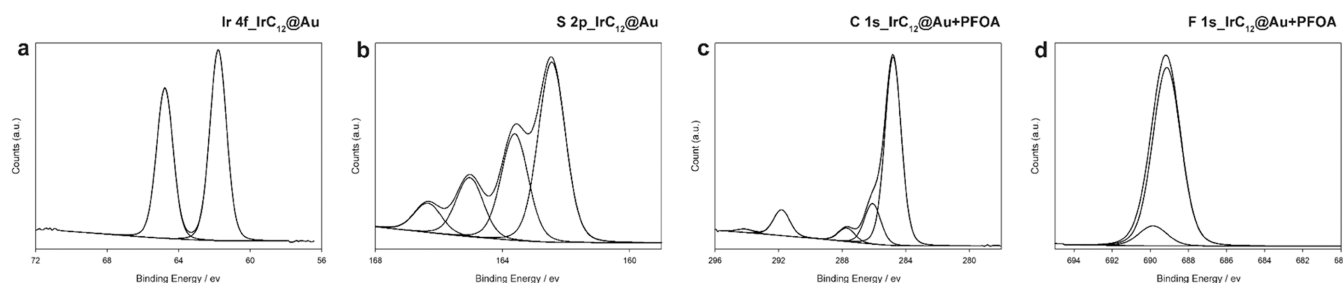 Ir 4f_IrC₁₂@Au
a
Counts (a.u.)
72 68 64 60 56
Binding Energy / ev
S 2p_IrC₁₂@Au
b
Counts (a.u.)
168 164 160
Binding Energy / ev
C 1s_IrC₁₂@Au+PFOA
c
Count (a.u.)
296 292 288 284 280
Binding Energy / ev
F 1s_IrC₁₂@Au+PFOA
d
Counts (a.u.)
694 692 690 688 686 684 682 680
Binding Energy / ev